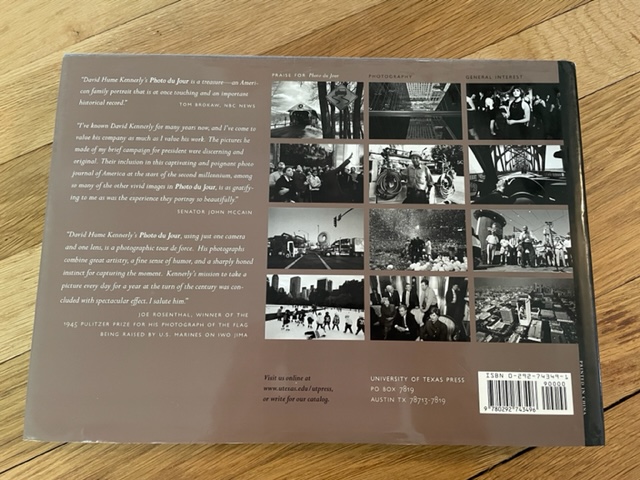 PRAISE FOR Photo du Jour
PHOTOGRAPHY
GENERAL INTEREST
"David Hume Kennerly's Photo du Jour is a treasure—an Ameri-
can family portrait that is at once touching and an important
historical record."
TOM BROKAW, NBC NEWS
"I've known David Kennerly for many years now, and I've come to
value his company as much as I value his work. The pictures he
made of my brief campaign for president were discerning and
original. Their inclusion in this captivating and poignant photo
journal of America at the start of the second millennium, among
so many of the other vivid images in Photo du Jour, is as gratify-
ing to me as was the experience they portray so beautifully."
SENATOR JOHN MCCAIN
"David Hume Kennerly's Photo du Jour, using just one camera
and one lens, is a photographic tour de force. His photographs
combine great artistry, a fine sense of humor, and a sharply honed
instinct for capturing the moment. Kennerly's mission to take a
picture every day for a year at the turn of the century was con-
cluded with spectacular effect. I salute him."
JOE ROSENTHAL, WINNER OF THE
1945 PULITZER PRIZE FOR HIS PHOTOGRAPH OF THE FLAG
BEING RAISED BY U.S. MARINES ON IWO JIMA
Visit us online at
www.utexas.edu/utpress,
or write for our catalog.
UNIVERSITY OF TEXAS PRESS
PO BOX 7819
AUSTIN TX 78713-7819
ISBN 0-292-74349-1
90000
9 780292 743496